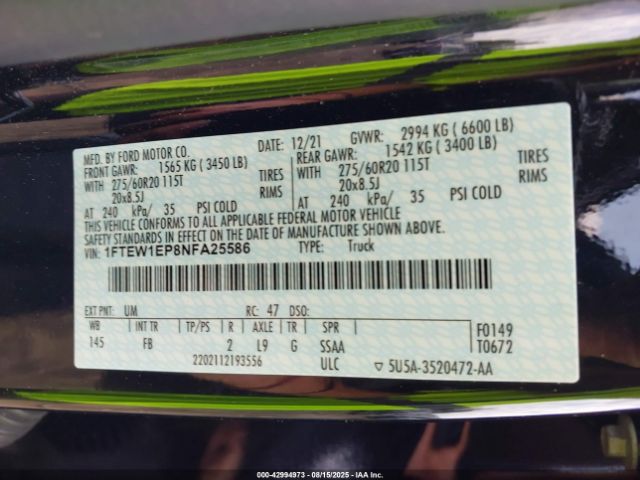 MFD. BY FORD MOTOR CO. DATE: 12/21 GVWR: 2994 KG ( 6600 LB)
FRONT GAWR: 1565 KG ( 3450 LB) REAR GAWR: 1542 KG ( 3400 LB)
WITH 275/60R20 115T TIRES WITH 275/60R20 115T TIRES
20x8.5J RIMS 20x8.5J RIMS
AT 240 kPa/ 35 PSI COLD AT 240 kPa/ 35 PSI COLD
THIS VEHICLE CONFORMS TO ALL APPLICABLE FEDERAL MOTOR VEHICLE
SAFETY STANDARDS IN EFFECT ON THE DATE OF MANUFACTURE SHOWN ABOVE.
VIN: 1FTEW1EP8NFA25586 TYPE: Truck
EXT PNT: UM RC: 47 DSO:
WB INT TR TP/PS R AXLE TR SPR F0149
145 FB 2 L9 G SSAA T0672
2202112193556 ULC ▽ 5U5A-3520472-AA
000-42994973 - 08/15/2025 - IAA Inc.